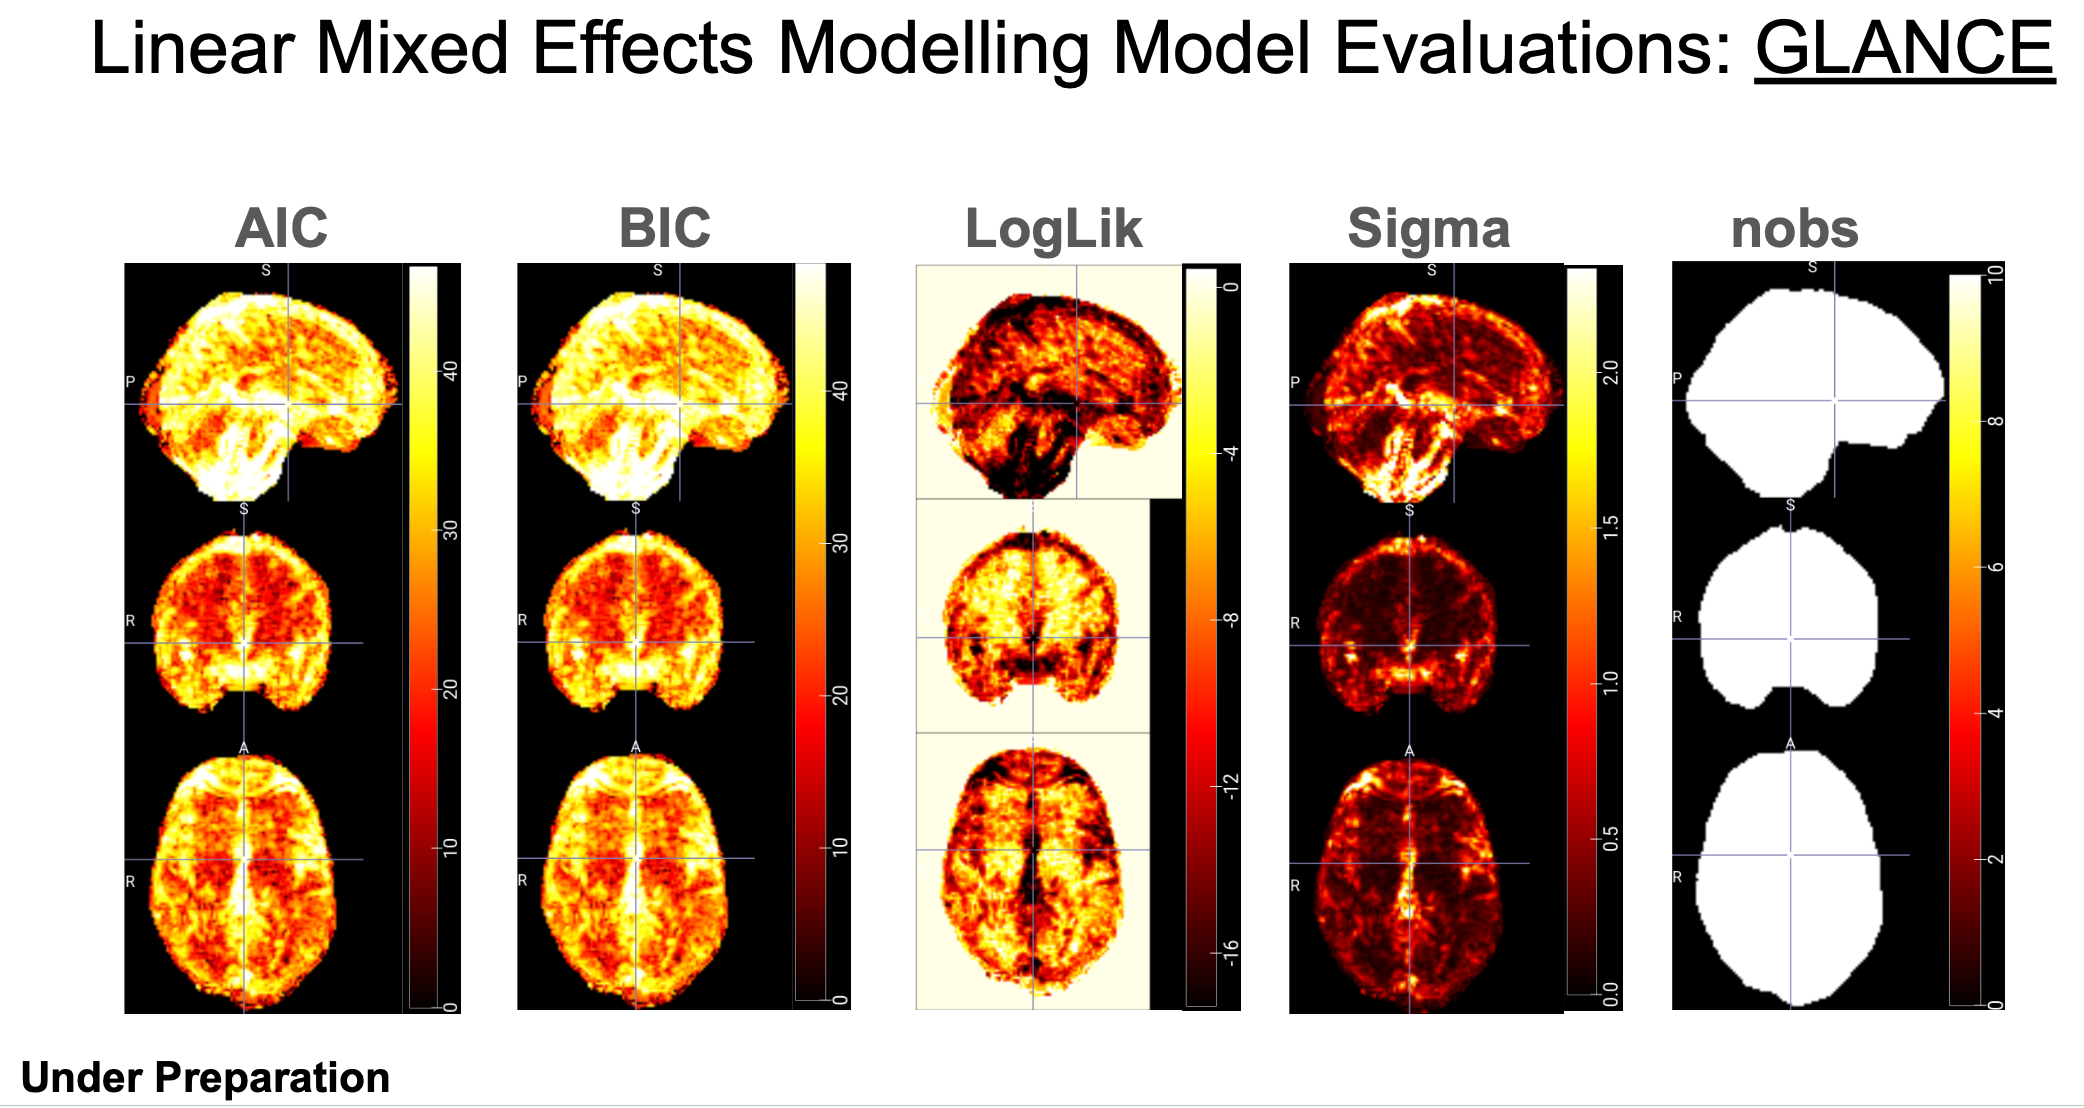 Linear Mixed Effects Modelling Model Evaluations: GLANCE
AIC
BIC
LogLik
Sigma
nobs
S
P
S
R
A
R
40
30
20
10
0
S
P
S
R
A
R
40
30
20
10
0
0
-4
-8
-12
-16
S
P
S
R
A
R
2.0
1.5
1.0
0.5
0.0
S
P
S
R
A
R
10
8
6
4
2
0
Under Preparation